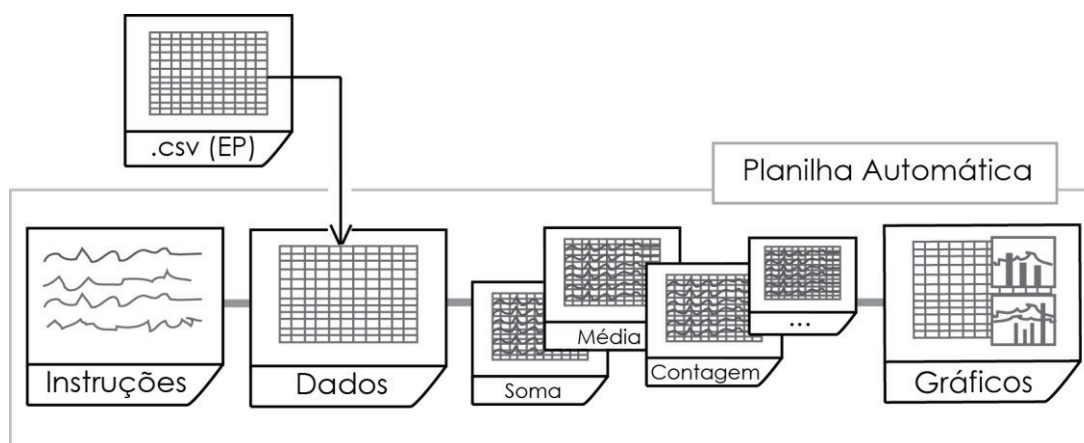 .csv (EP)
Planilha Automática
Instruções
Dados
Soma
Média
Contagem
...
Gráficos